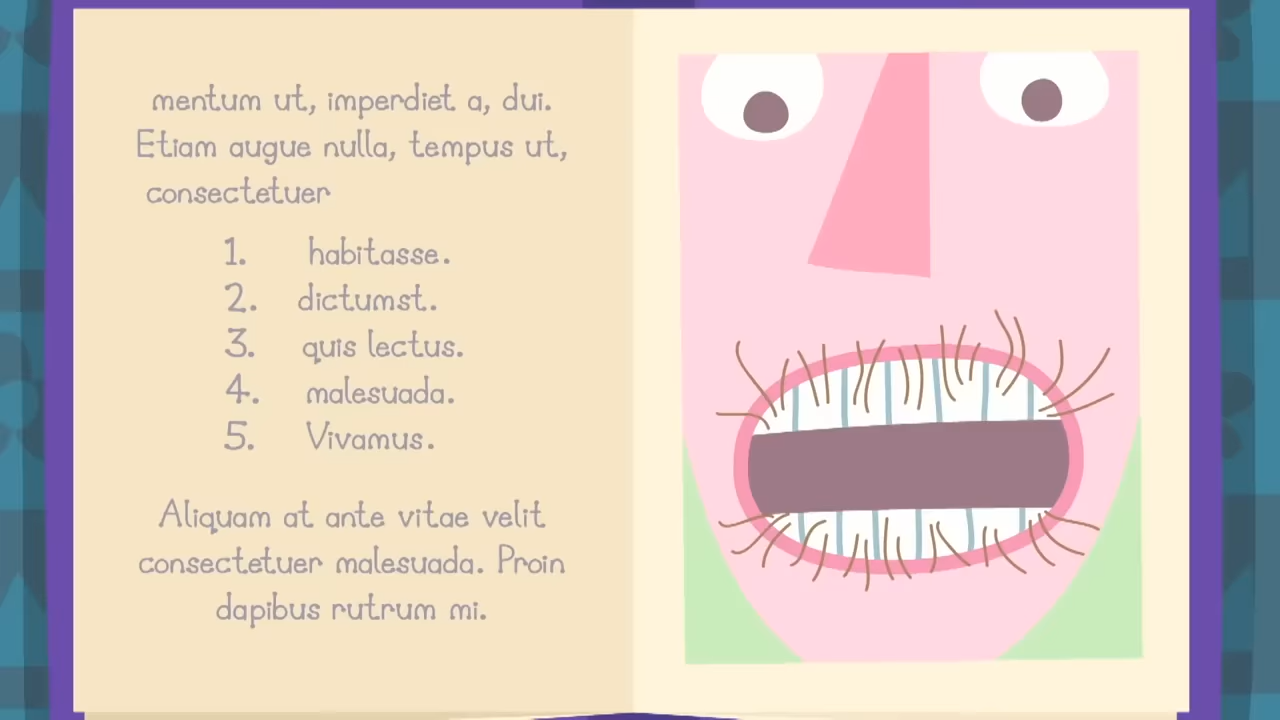 mentum ut, imperdiet a, dui.
Etiam augue nulla, tempus ut,
consectetuer
1. habitasse.
2. dictumst.
3. quis lectus.
4. malesuada.
5. Vivamus.
Aliquam at ante vitae velit
consectetuer malesuada. Proin
dapibus rutrum mi.